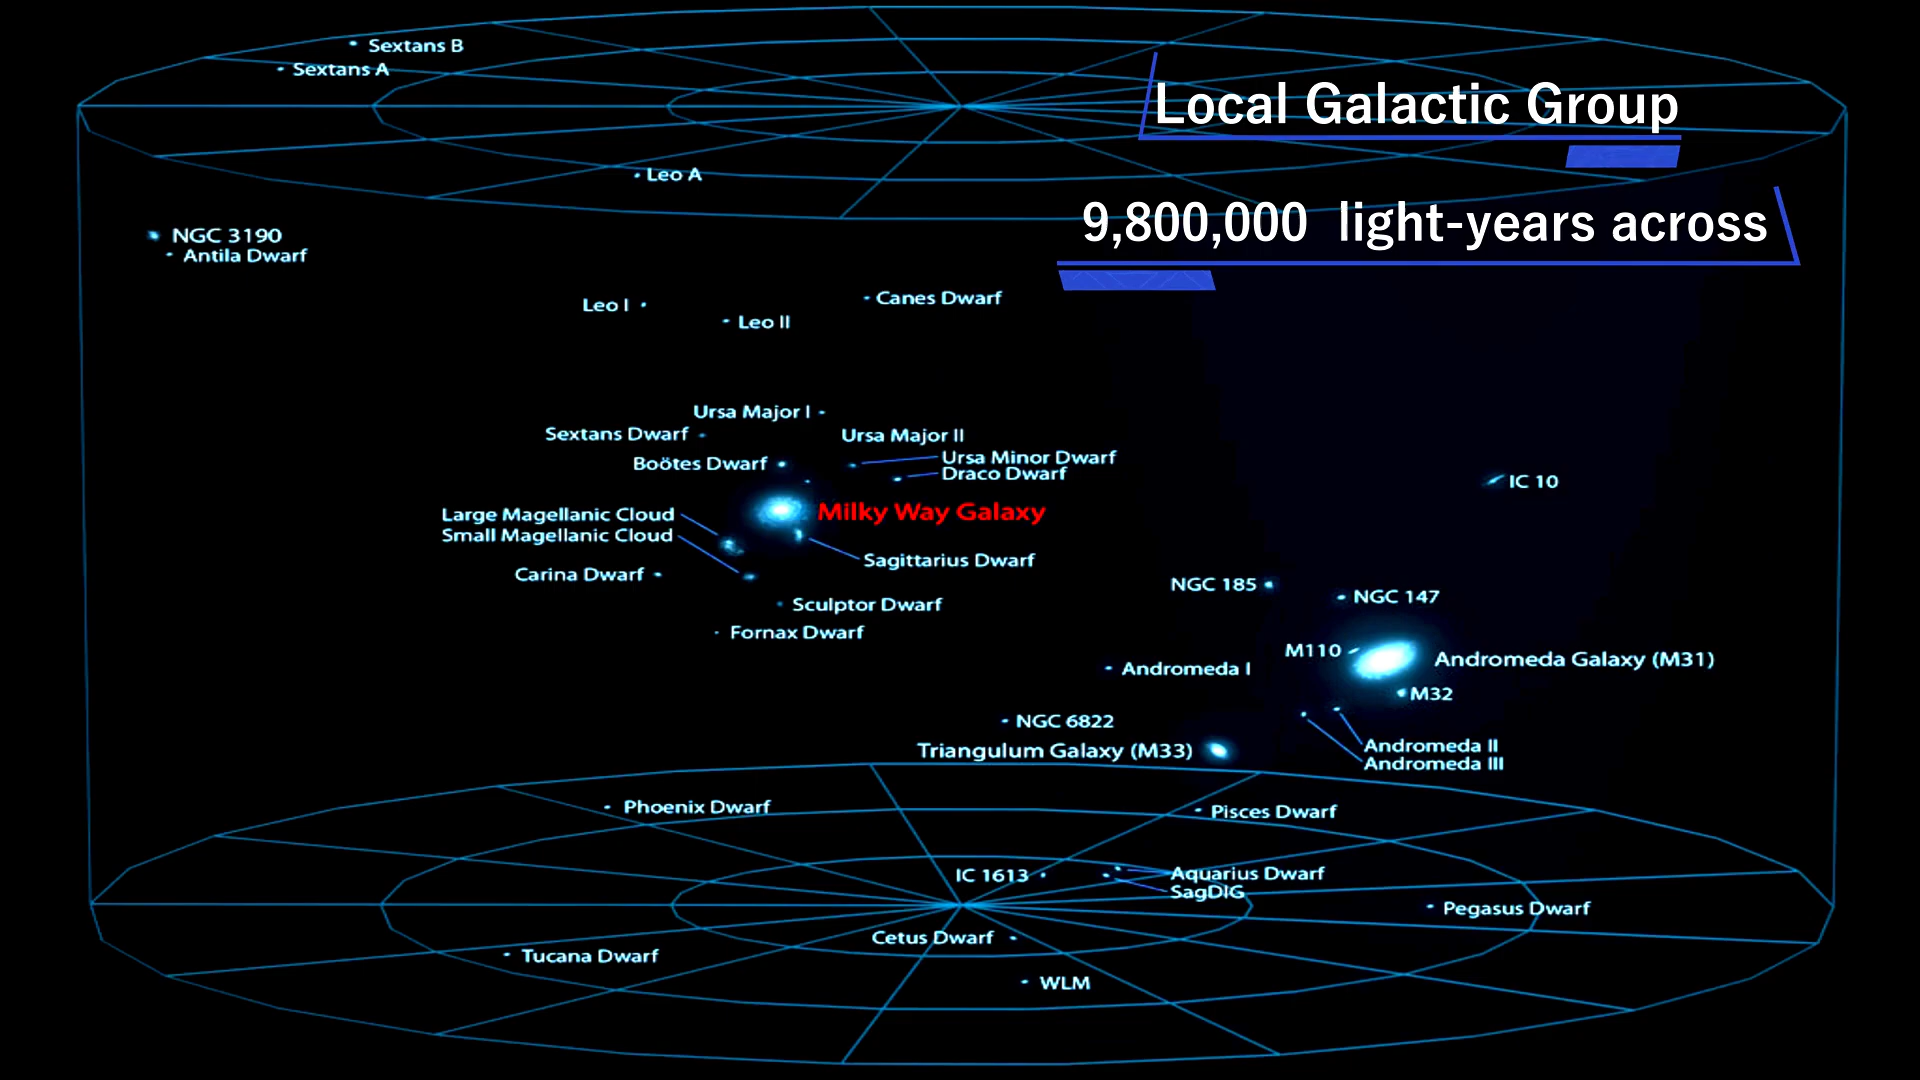 Sextans B
Sextans A
Local Galactic Group
Leo A
9,800,000 light-years across
NGC 3190
Antila Dwarf
Canes Dwarf
Leo I
Leo II
Ursa Major I
Sextans Dwarf
Ursa Major II
Boötes Dwarf
Ursa Minor Dwarf
Draco Dwarf
IC 10
Milky Way Galaxy
Large Magellanic Cloud
Small Magellanic Cloud
Sagittarius Dwarf
Carina Dwarf
NGC 185
NGC 147
Sculptor Dwarf
Fornax Dwarf
M110
Andromeda Galaxy (M31)
Andromeda I
M32
NGC 6822
Triangulum Galaxy (M33)
Andromeda II
Andromeda III
Phoenix Dwarf
Pisces Dwarf
IC 1613
Aquarius Dwarf
SagDIG
Pegasus Dwarf
Cetus Dwarf
Tucana Dwarf
WLM